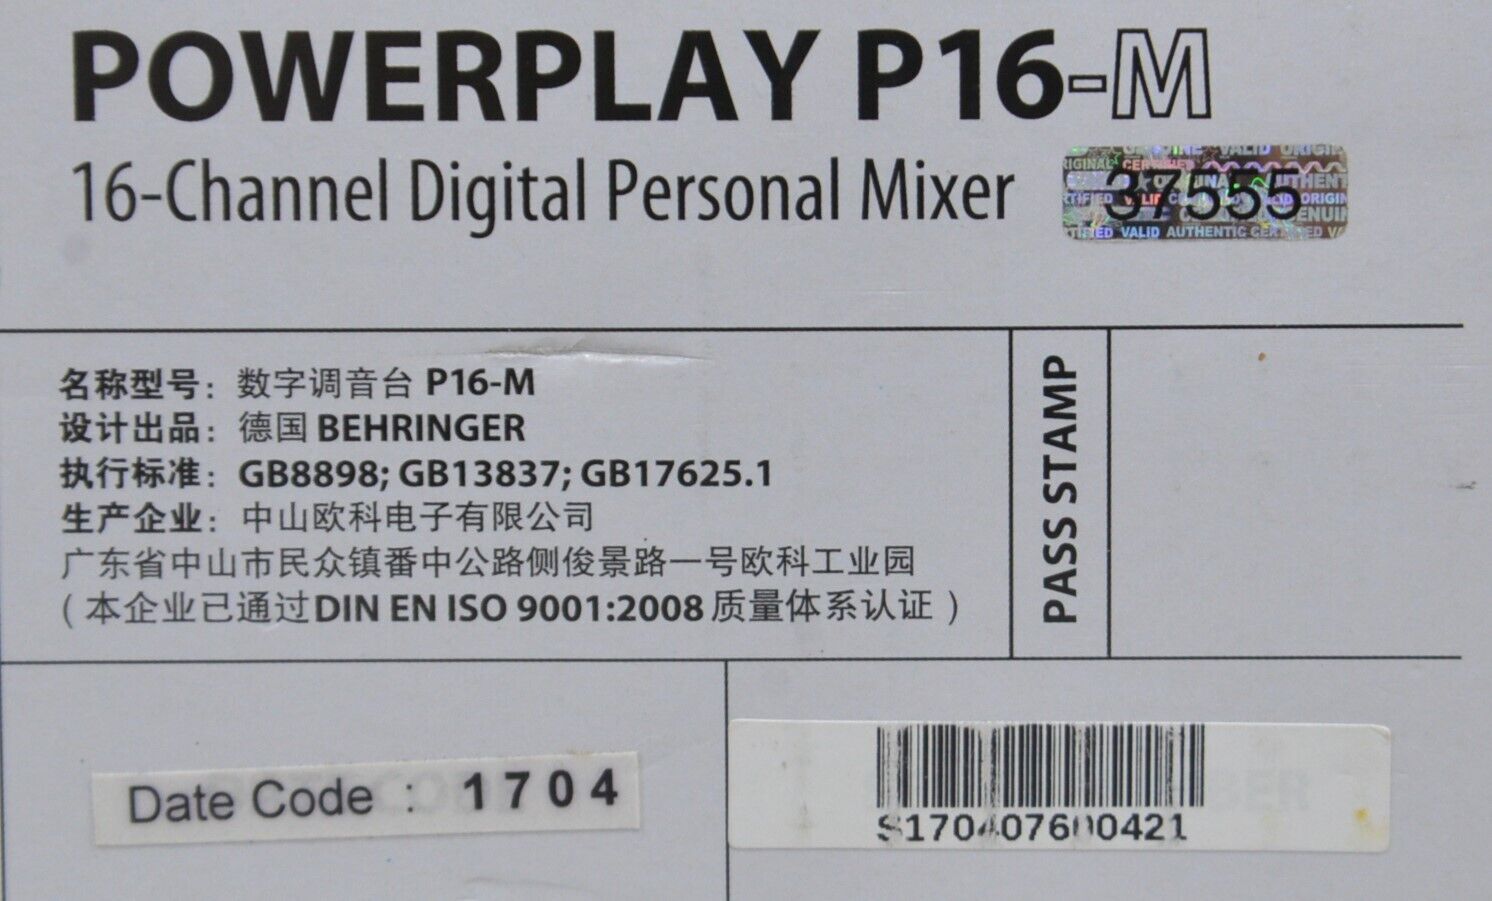 POWERPLAY P16-M
16-Channel Digital Personal Mixer
37555
名称型号：数字调音台 P16-M
设计出品：德国 BEHRINGER
执行标准：GB8898; GB13837; GB17625.1
生产企业：中山欧科电子有限公司
广东省中山市民众镇番中公路侧俊景路一号欧科工业园
（本企业已通过DIN EN ISO 9001:2008 质量体系认证）
PASS STAMP
Date Code : 1704
S170407600421